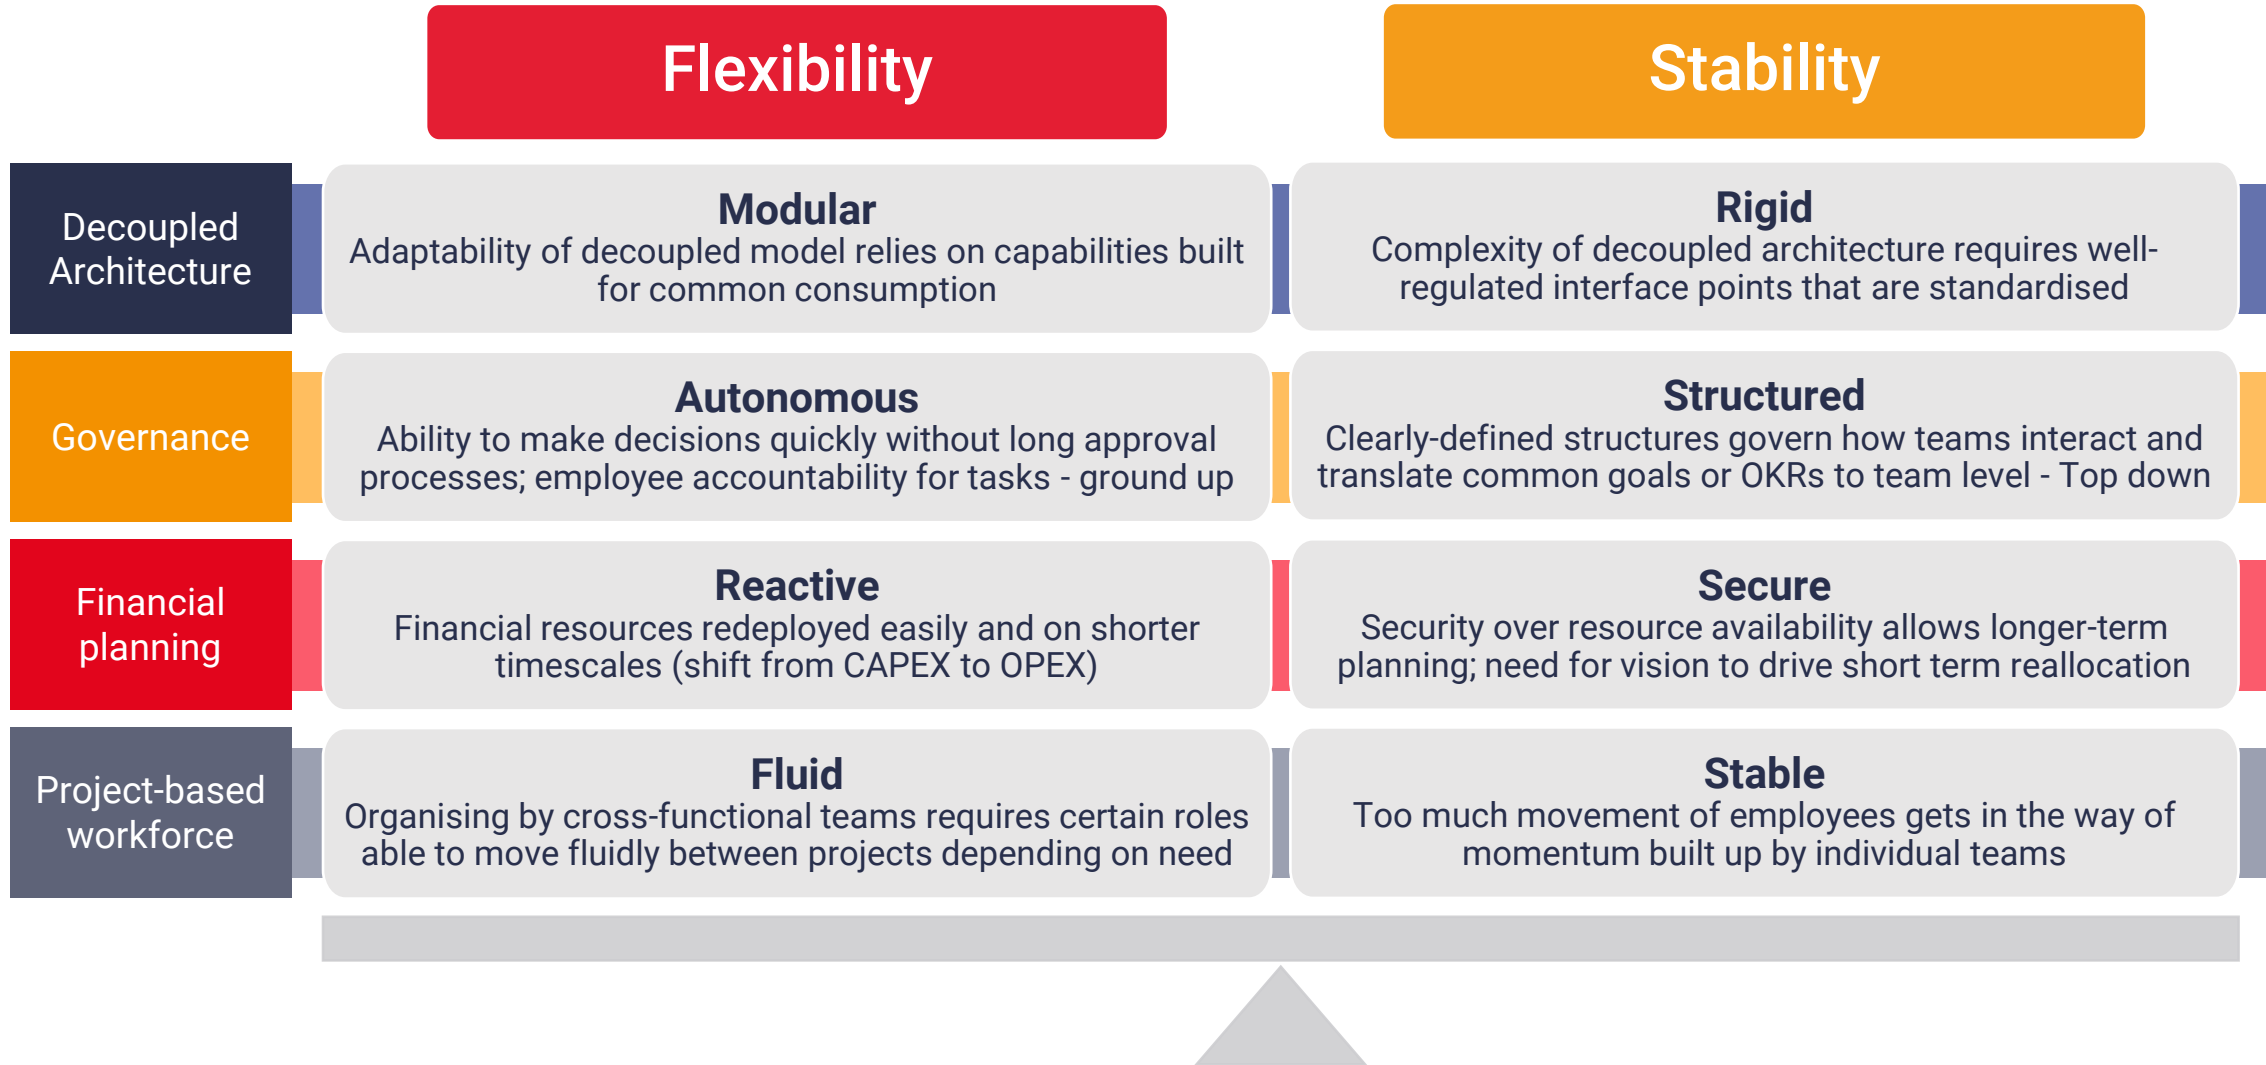 Flexibility
Stability
Decoupled
Architecture
Modular
Adaptability of decoupled model relies on capabilities built
for common consumption
Rigid
Complexity of decoupled architecture requires well-
regulated interface points that are standardised
Governance
Autonomous
Ability to make decisions quickly without long approval
processes; employee accountability for tasks - ground up
Structured
Clearly-defined structures govern how teams interact and
translate common goals or OKRs to team level - Top down
Financial
planning
Reactive
Financial resources redeployed easily and on shorter
timescales (shift from CAPEX to OPEX)
Secure
Security over resource availability allows longer-term
planning; need for vision to drive short term reallocation
Project-based
workforce
Fluid
Organising by cross-functional teams requires certain roles
able to move fluidly between projects depending on need
Stable
Too much movement of employees gets in the way of
momentum built up by individual teams